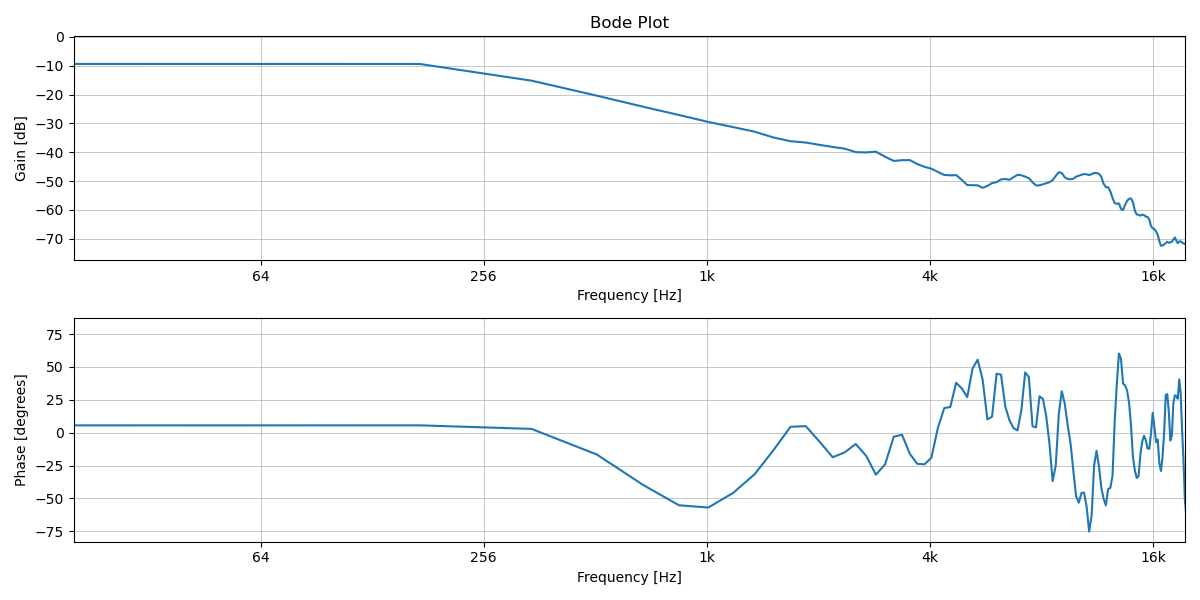 Bode Plot
0
−10
−20
−30
−40
−50
−60
−70
Gain [dB]
64 256 1k 4k 16k
Frequency [Hz]
75
50
25
0
−25
−50
−75
Phase [degrees]
64 256 1k 4k 16k
Frequency [Hz]